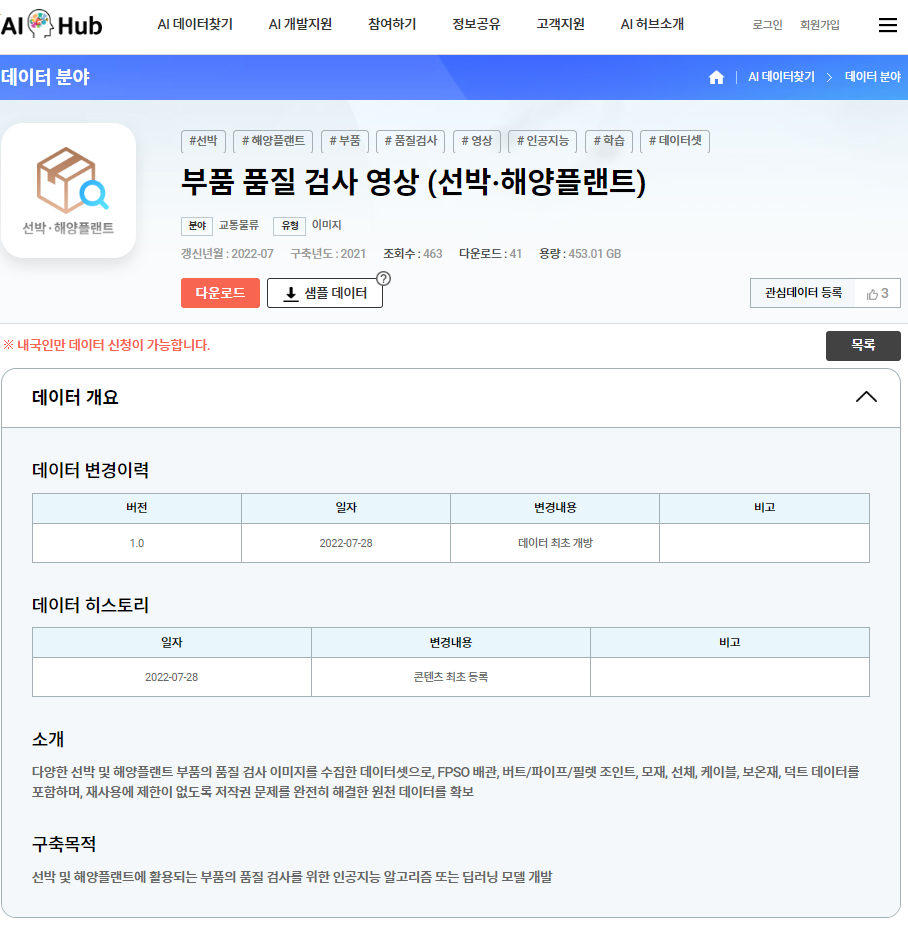 AI Hub
AI 데이터찾기 AI 개발지원 참여하기 정보공유 고객지원 AI 허브소개 로그인 회원가입
데이터 분야
AI 데이터찾기 > 데이터 분야
선박·해양플랜트
#선박 # 해양플랜트 # 부품 # 품질검사 # 영상 # 인공지능 # 학습 # 데이터셋
부품 품질 검사 영상 (선박·해양플랜트)
분야 교통물류 유형 이미지
갱신년월 : 2022-07 구축년도 : 2021 조회수 : 463 다운로드 : 41 용량 : 453.01 GB
다운로드 샘플 데이터 ?
관심데이터 등록 3
※ 내국인만 데이터 신청이 가능합니다.
목록
데이터 개요
데이터 변경이력
버전 일자 변경내용 비고
1.0 2022-07-28 데이터 최초 개방
데이터 히스토리
일자 변경내용 비고
2022-07-28 콘텐츠 최초 등록
소개
다양한 선박 및 해양플랜트 부품의 품질 검사 이미지를 수집한 데이터셋으로, FPSO 배관, 버트/파이프/필렛 조인트, 모재, 선체, 케이블, 보온재, 덕트 데이터를
포함하며, 재사용에 제한이 없도록 저작권 문제를 완전히 해결한 원천 데이터를 확보
구축목적
선박 및 해양플랜트에 활용되는 부품의 품질 검사를 위한 인공지능 알고리즘 또는 딥러닝 모델 개발